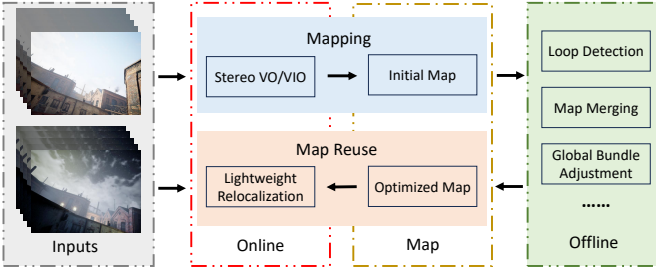 Mapping
Stereo VO/VIO
Initial Map
Map Reuse
Lightweight
Relocalization
Optimized Map
Loop Detection
Map Merging
Global Bundle
Adjustment
......
Inputs
Online
Map
Offline